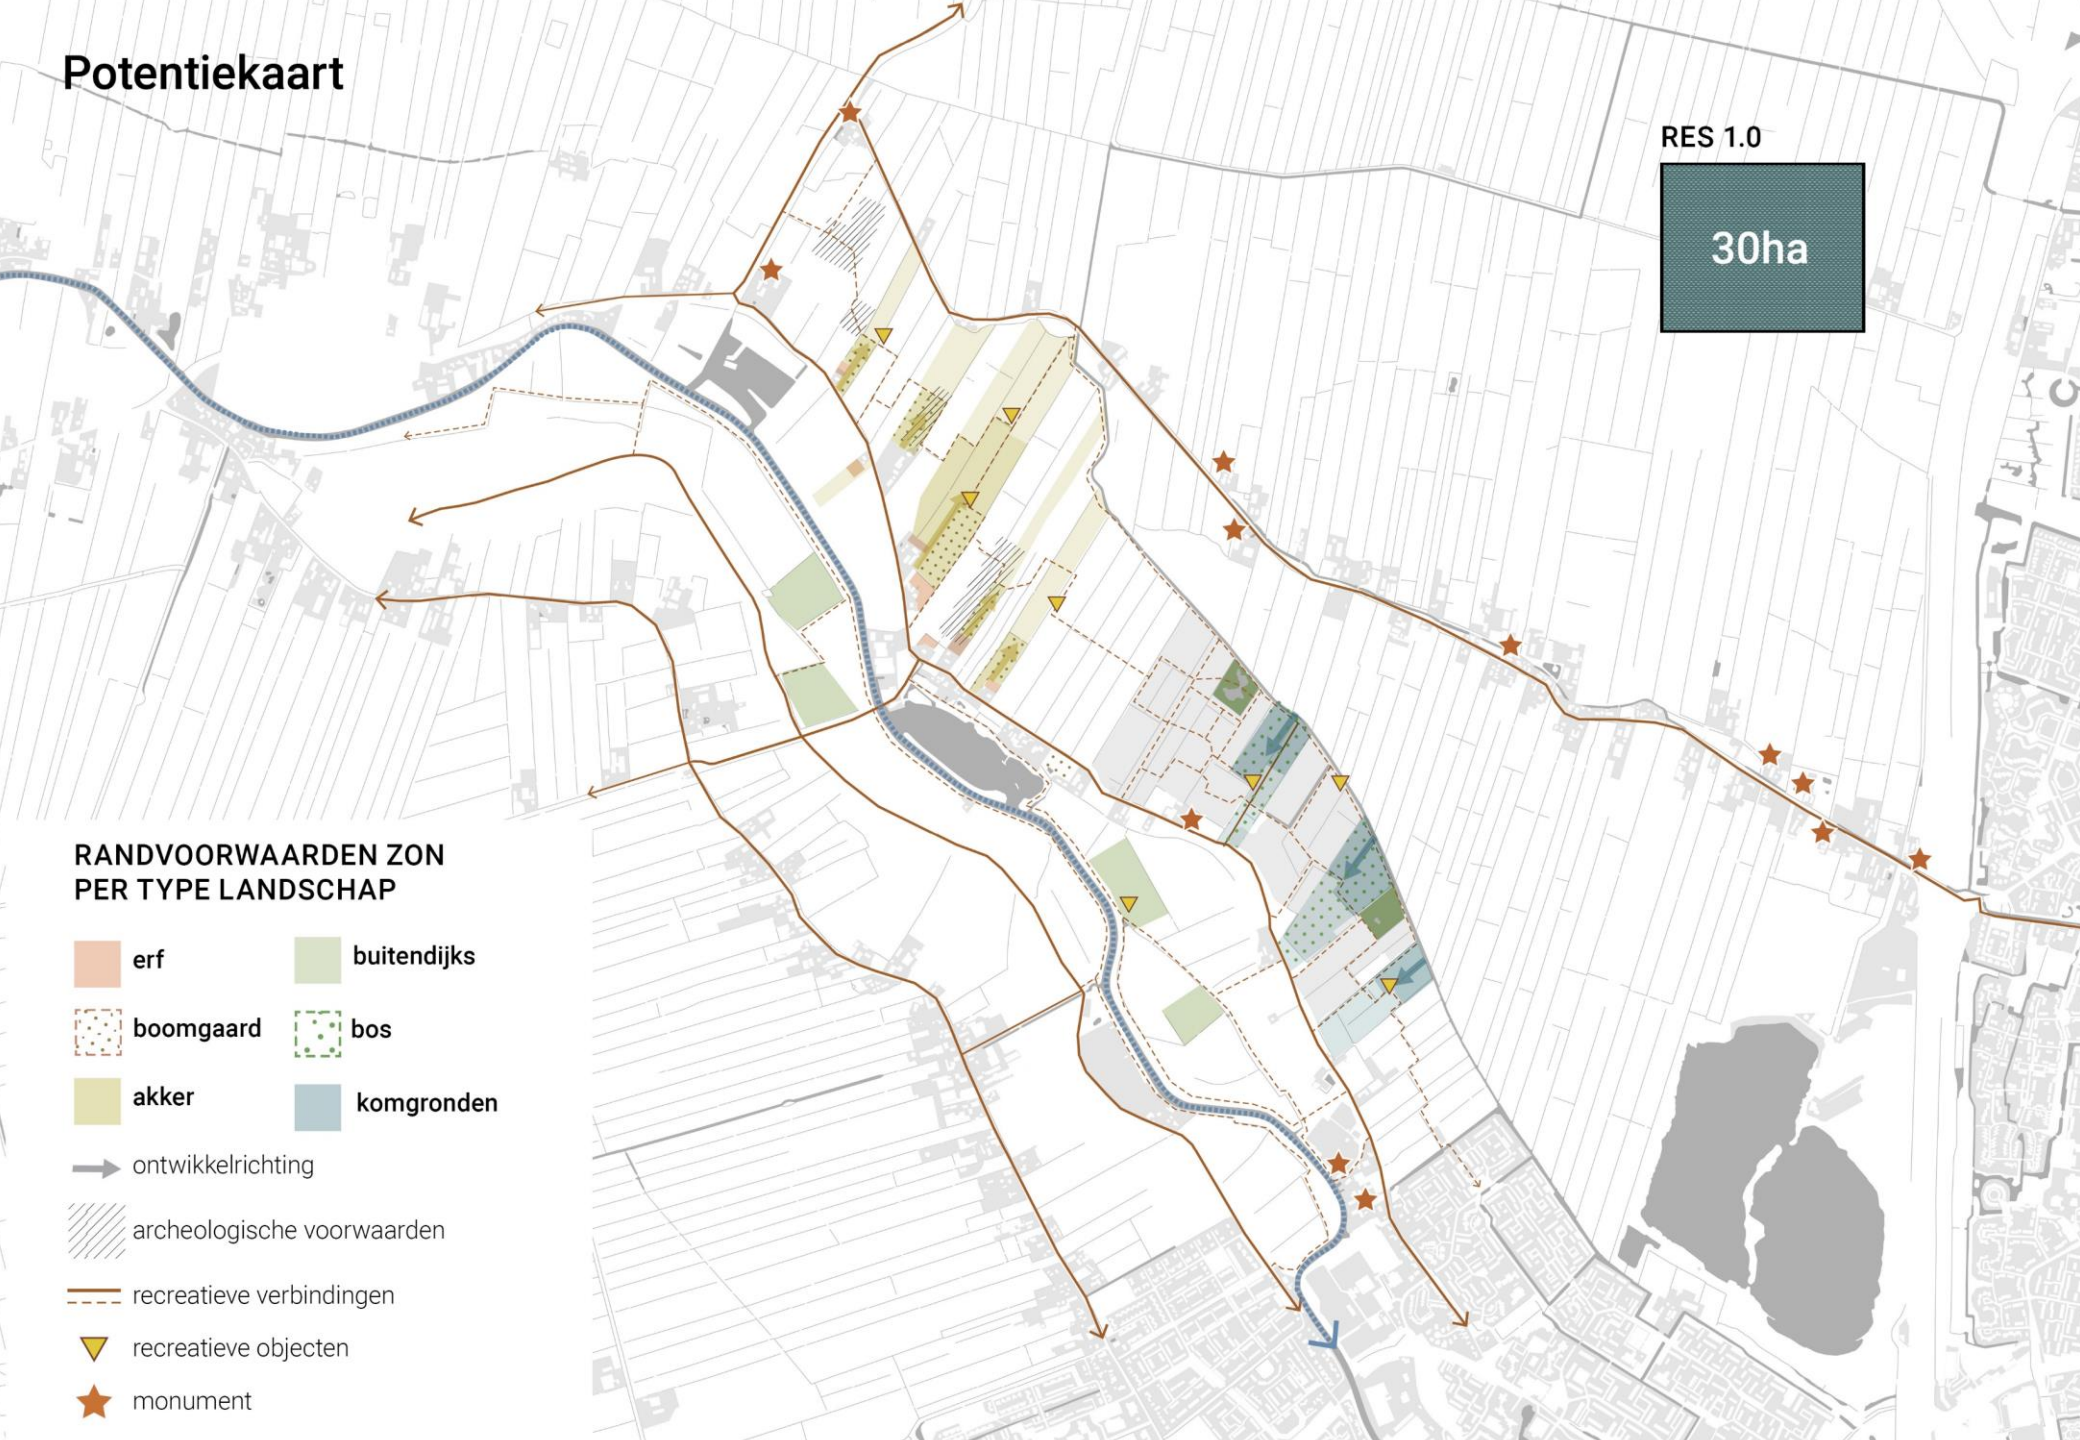 Potentiekaart
RES 1.0
30ha
RANDVOORWAARDEN ZON
PER TYPE LANDSCHAP
erf
buitendijks
boomgaard
bos
akker
komgronden
ontwikkelrichting
archeologische voorwaarden
recreatieve verbindingen
recreatieve objecten
monument